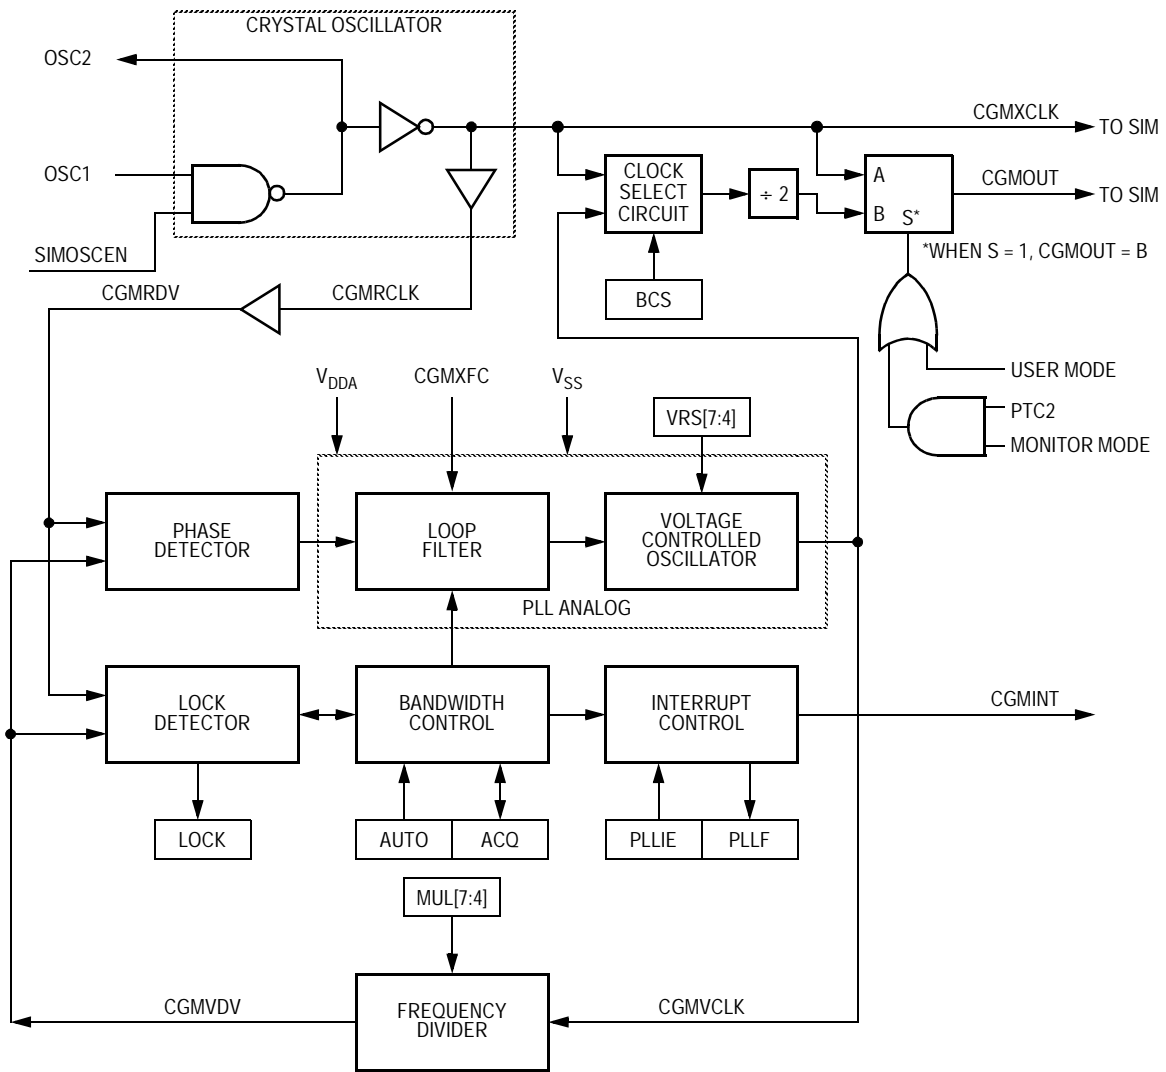 CRYSTAL OSCILLATOR
OSC2
CGMXCLK
TO SIM
OSC1
CLOCK
SELECT
CIRCUIT
÷ 2
A
B
S*
CGMOUT
TO SIM
SIMOSCEN
*WHEN S = 1, CGMOUT = B
CGMRDV
CGMRCLK
BCS
VDDA
CGMXFC
VSS
USER MODE
VRS[7:4]
PTC2
MONITOR MODE
PHASE
DETECTOR
LOOP
FILTER
VOLTAGE
CONTROLLED
OSCILLATOR
PLL ANALOG
LOCK
DETECTOR
BANDWIDTH
CONTROL
INTERRUPT
CONTROL
CGMINT
LOCK
AUTO
ACQ
PLLIE
PLLF
MUL[7:4]
CGMVDV
FREQUENCY
DIVIDER
CGMVCLK